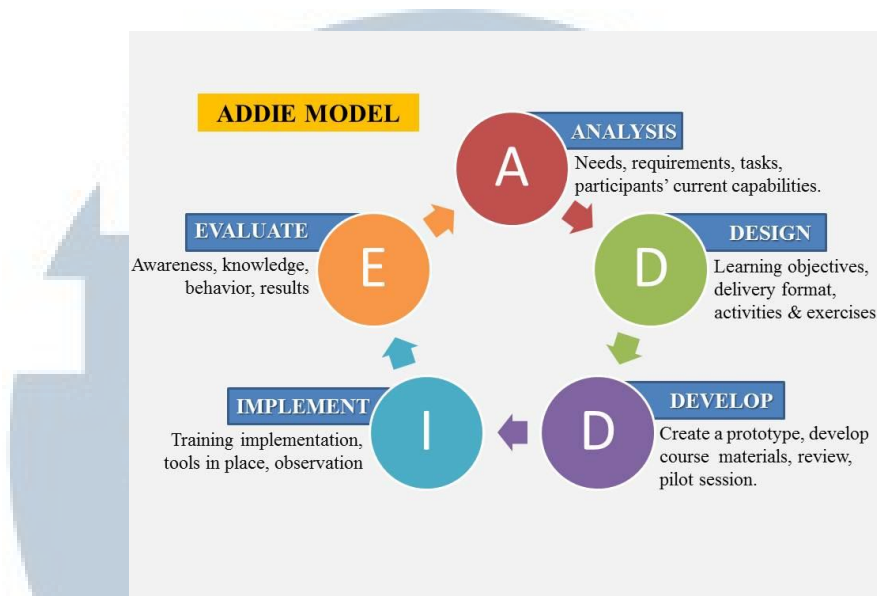 ADDIE MODEL
A
ANALYSIS
Needs, requirements, tasks,
participants’ current capabilities.
D
DESIGN
Learning objectives,
delivery format,
activities & exercises
D
DEVELOP
Create a prototype, develop
course materials, review,
pilot session.
I
IMPLEMENT
Training implementation,
tools in place, observation
E
EVALUATE
Awareness, knowledge,
behavior, results